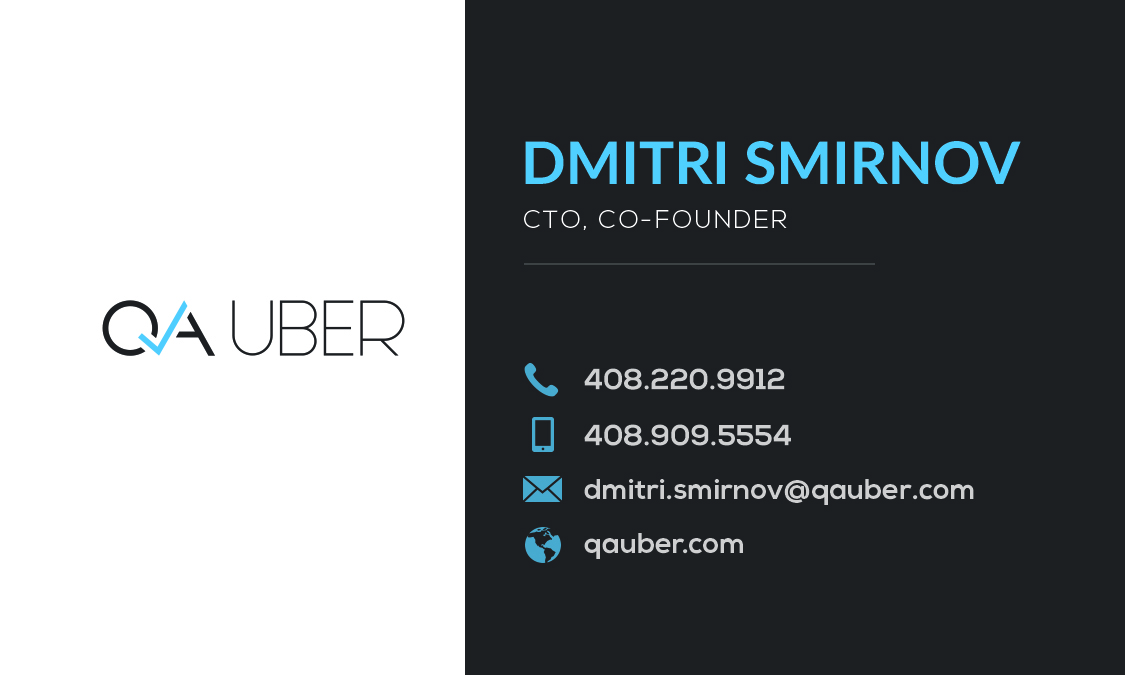 QA UBER
DMITRI SMIRNOV
CTO, CO-FOUNDER
408.220.9912
408.909.5554
dmitri.smirnov@qauber.com
qauber.com